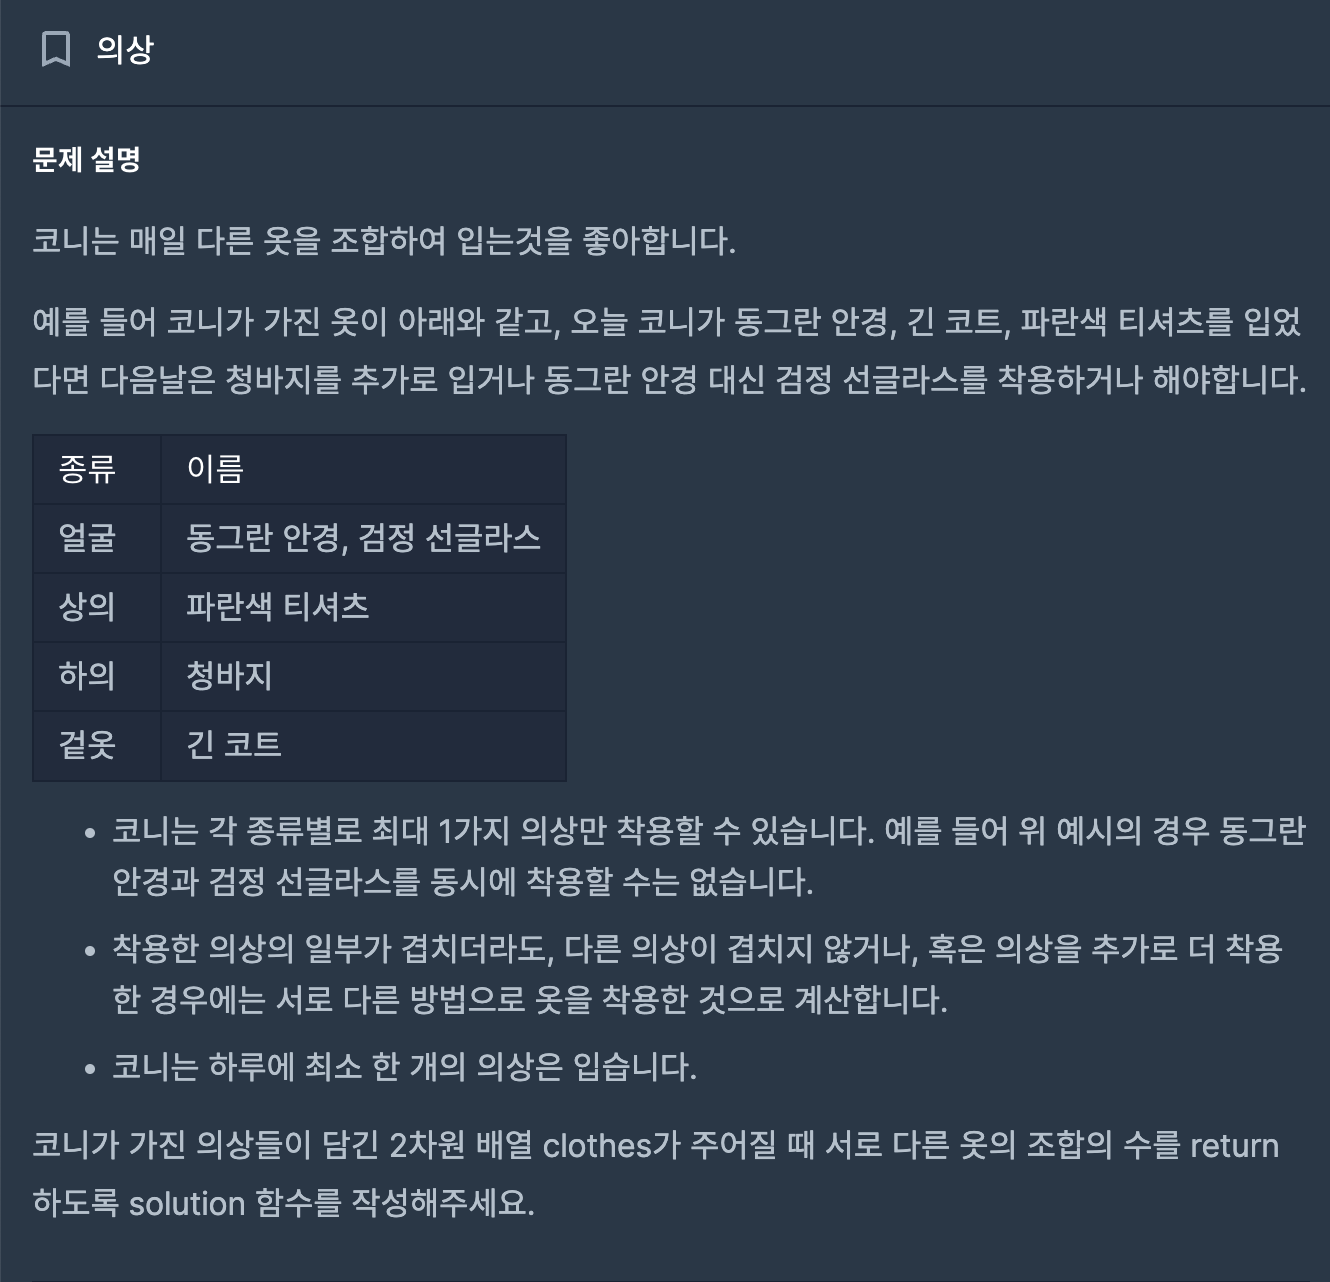 의상
문제 설명
코니는 매일 다른 옷을 조합하여 입는것을 좋아합니다.
예를 들어 코니가 가진 옷이 아래와 같고, 오늘 코니가 동그란 안경, 긴 코트, 파란색 티셔츠를 입었
다면 다음날은 청바지를 추가로 입거나 동그란 안경 대신 검정 선글라스를 착용하거나 해야합니다.
종류 이름
얼굴 동그란 안경, 검정 선글라스
상의 파란색 티셔츠
하의 청바지
겉옷 긴 코트
• 코니는 각 종류별로 최대 1가지 의상만 착용할 수 있습니다. 예를 들어 위 예시의 경우 동그란
안경과 검정 선글라스를 동시에 착용할 수는 없습니다.
• 착용한 의상의 일부가 겹치더라도, 다른 의상이 겹치지 않거나, 혹은 의상을 추가로 더 착용
한 경우에는 서로 다른 방법으로 옷을 착용한 것으로 계산합니다.
• 코니는 하루에 최소 한 개의 의상은 입습니다.
코니가 가진 의상들이 담긴 2차원 배열 clothes가 주어질 때 서로 다른 옷의 조합의 수를 return
하도록 solution 함수를 작성해주세요.